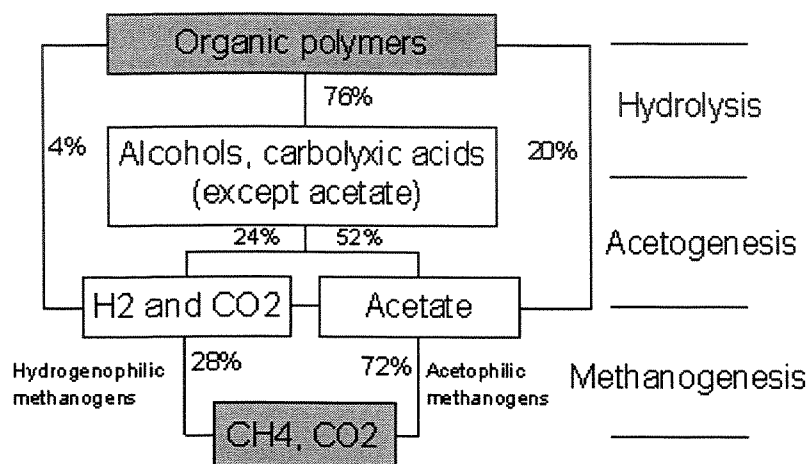 Organic polymers
76%
Hydrolysis
4%
Alcohols, carbolyxic acids
(except acetate)
20%
24%
52%
Acetogenesis
H2 and CO2
Acetate
Hydrogenophilic
methanogens
28%
72%
Acetophilic
methanogens
Methanogenesis
CH4, CO2